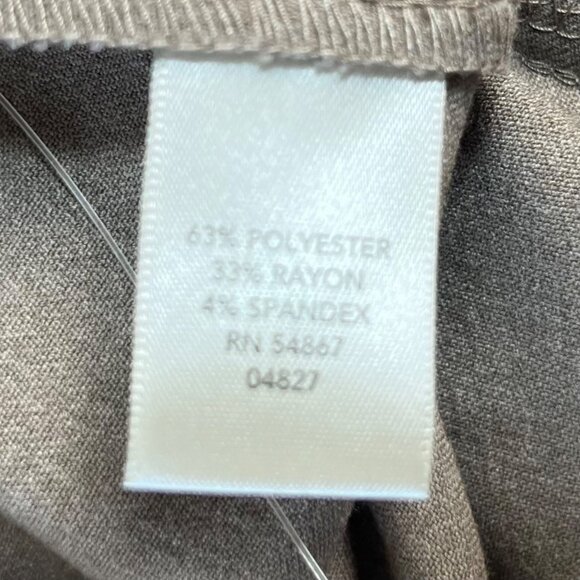 63% POLYESTER
33% RAYON
4% SPANDEX
RN 54867
04827